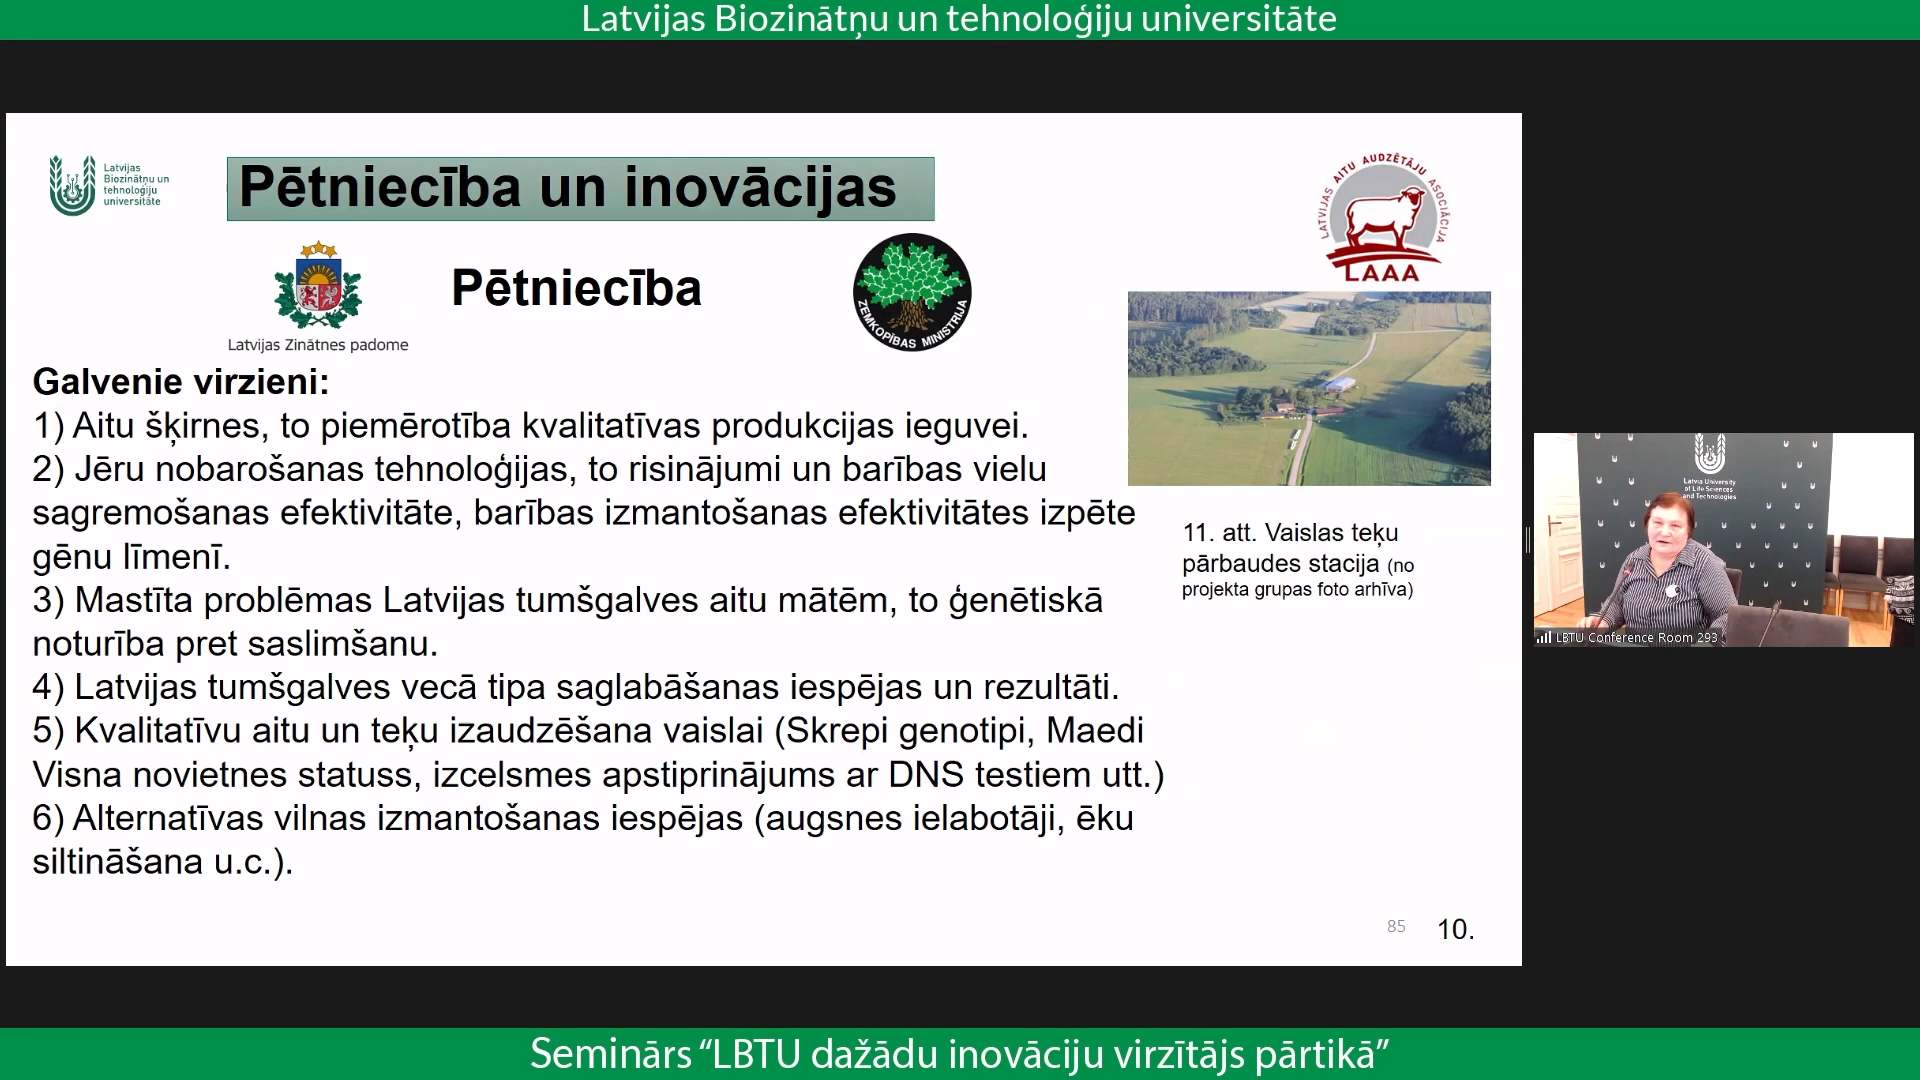 Latvijas Biozinātņu un tehnoloģiju universitāte
Latvijas
Biozinātņu un
tehnoloģiju
universitāte
Pētniecība un inovācijas
LATVIJAS AITU AUDZĒTĀJU ASOCIĀCIJA
LAAA
Pētniecība
Latvijas Zinātnes padome
ZEMKOPĪBAS MINISTRIJA
Galvenie virzieni:
1) Aitu šķirnes, to piemērotība kvalitatīvas produkcijas ieguvei.
2) Jēru nobarošanas tehnoloģijas, to risinājumi un barības vielu
sagremošanas efektivitāte, barības izmantošanas efektivitātes izpēte
gēnu līmenī.
3) Mastīta problēmas Latvijas tumšgalves aitu mātēm, to ģenētiskā
noturība pret saslimšanu.
4) Latvijas tumšgalves vecā tipa saglabāšanas iespējas un rezultāti.
5) Kvalitatīvu aitu un teķu izaudzēšana vaislai (Skrepi genotipi, Maedi
Visna novietnes statuss, izcelsmes apstiprinājums ar DNS testiem utt.)
6) Alternatīvas vilnas izmantošanas iespējas (augsnes ielabotāji, ēku
siltināšana u.c.).
11. att. Vaislas teķu
pārbaudes stacija (no
projekta grupas foto arhīva)
85
10.
Latvia University
of Life Sciences
and Technologies
LBTU Conference Room 293
Seminārs “LBTU dažādu inovāciju virzītājs pārtikā”